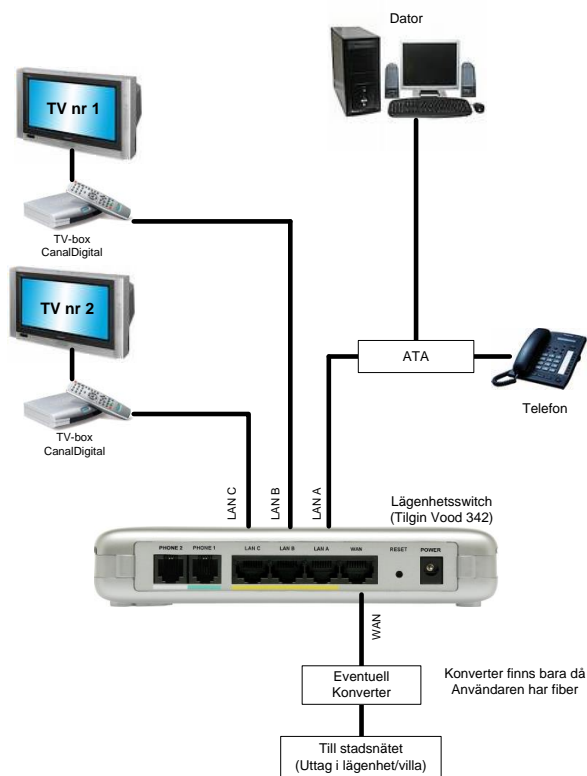 Dator
TV nr 1
TV-box
CanalDigital
TV nr 2
TV-box
CanalDigital
ATA
Telefon
LAN C
LAN B
LAN A
Lägenhetsswitch
(Tilgin Vood 342)
PHONE 2
PHONE 1
LAN C
LAN B
LAN A
WAN
RESET
POWER
WAN
Eventuell
Konverter
Konverter finns bara då
Användaren har fiber
Till stadsnätet
(Uttag i lägenhet/villa)